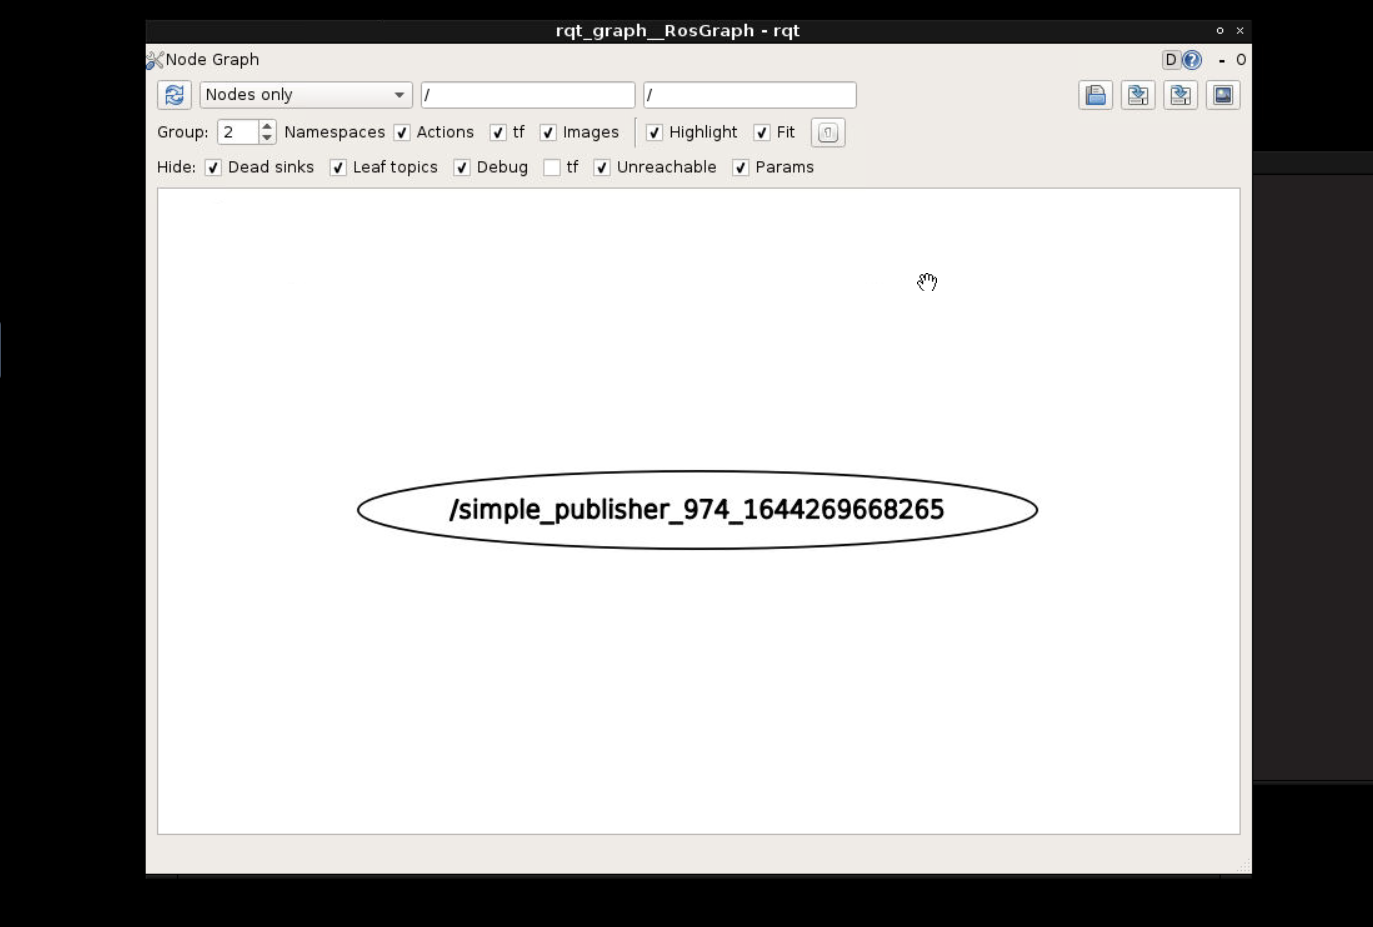 rqt_graph__RosGraph - rqt
Node Graph D ? - O
Nodes only / /
Group: 2 Namespaces Actions tf Images Highlight Fit
Hide: Dead sinks Leaf topics Debug tf Unreachable Params
/simple_publisher_974_1644269668265